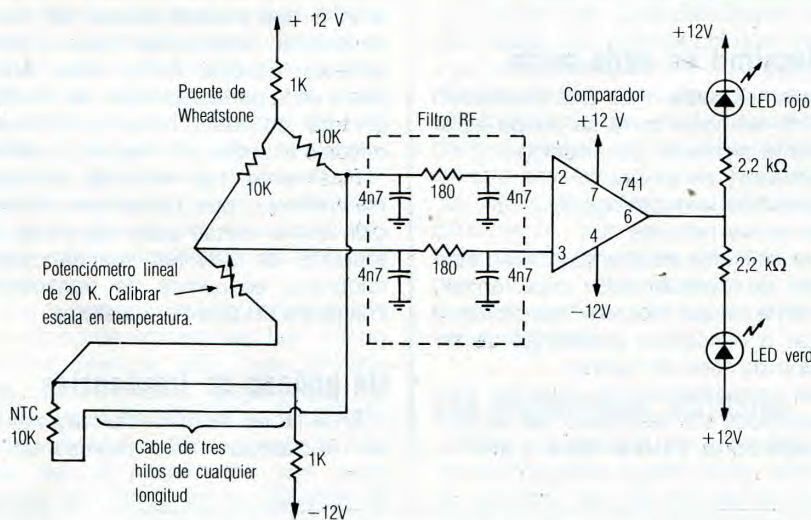 + 12 V
1K
Puente de
Wheatstone
10K
10K
Filtro RF
180
4n7
4n7
4n7
180
4n7
Comparador
+12 V
2
7
741
6
3
4
−12V
+12V
LED rojo
2,2 kΩ
2,2 kΩ
LED verd
+12V
Potenciómetro lineal
de 20 K. Calibrar
escala en temperatura.
NTC
10K
Cable de tres
hilos de cualquier
longitud
1K
−12V